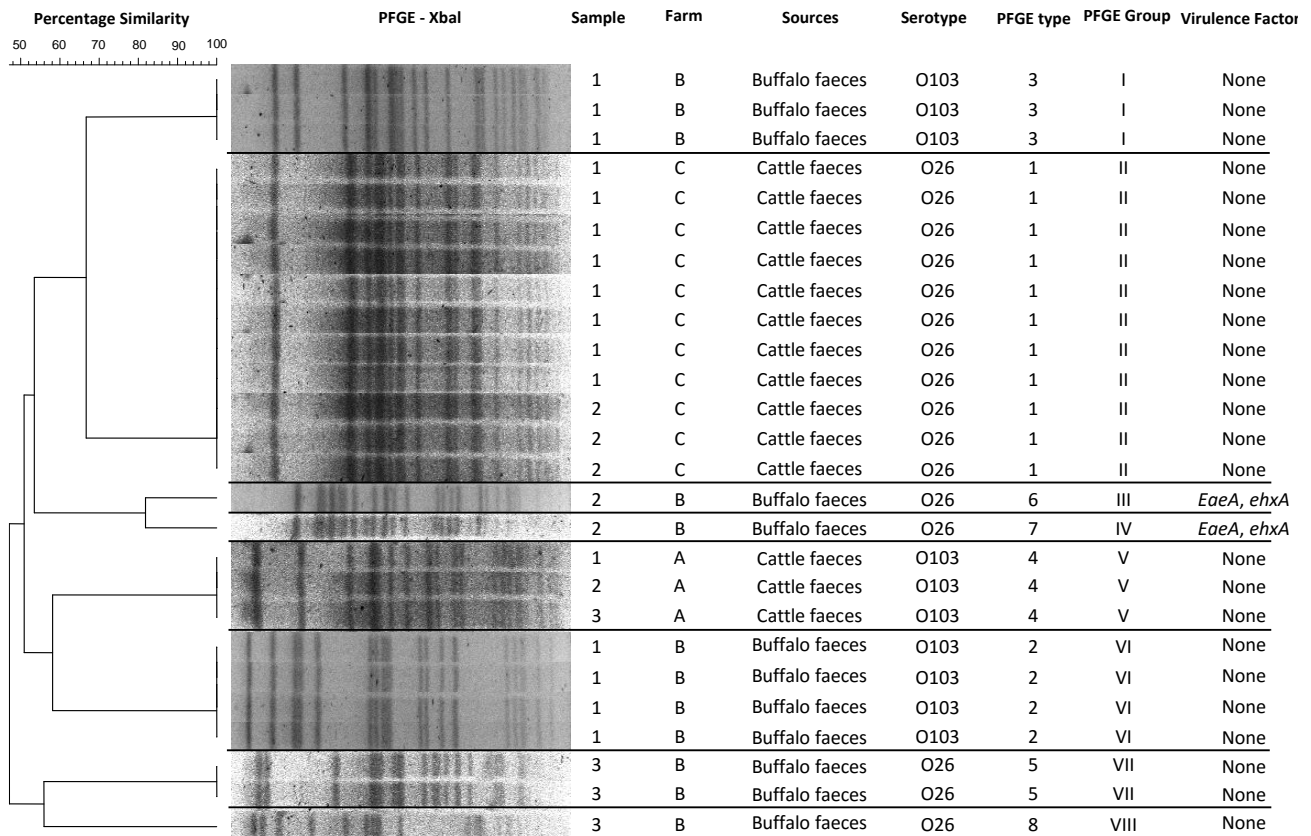 Percentage Similarity PFGE - XbaI Sample Farm Sources Serotype PFGE type PFGE Group Virulence Factor
50 60 70 80 90 100
1 B Buffalo faeces O103 3 I None
1 B Buffalo faeces O103 3 I None
1 B Buffalo faeces O103 3 I None
1 C Cattle faeces O26 1 II None
1 C Cattle faeces O26 1 II None
1 C Cattle faeces O26 1 II None
1 C Cattle faeces O26 1 II None
1 C Cattle faeces O26 1 II None
1 C Cattle faeces O26 1 II None
1 C Cattle faeces O26 1 II None
1 C Cattle faeces O26 1 II None
2 C Cattle faeces O26 1 II None
2 C Cattle faeces O26 1 II None
2 C Cattle faeces O26 1 II None
2 B Buffalo faeces O26 6 III EaeA, ehxA
2 B Buffalo faeces O26 7 IV EaeA, ehxA
1 A Cattle faeces O103 4 V None
2 A Cattle faeces O103 4 V None
3 A Cattle faeces O103 4 V None
1 B Buffalo faeces O103 2 VI None
1 B Buffalo faeces O103 2 VI None
1 B Buffalo faeces O103 2 VI None
1 B Buffalo faeces O103 2 VI None
3 B Buffalo faeces O26 5 VII None
3 B Buffalo faeces O26 5 VII None
3 B Buffalo faeces O26 8 VIII None